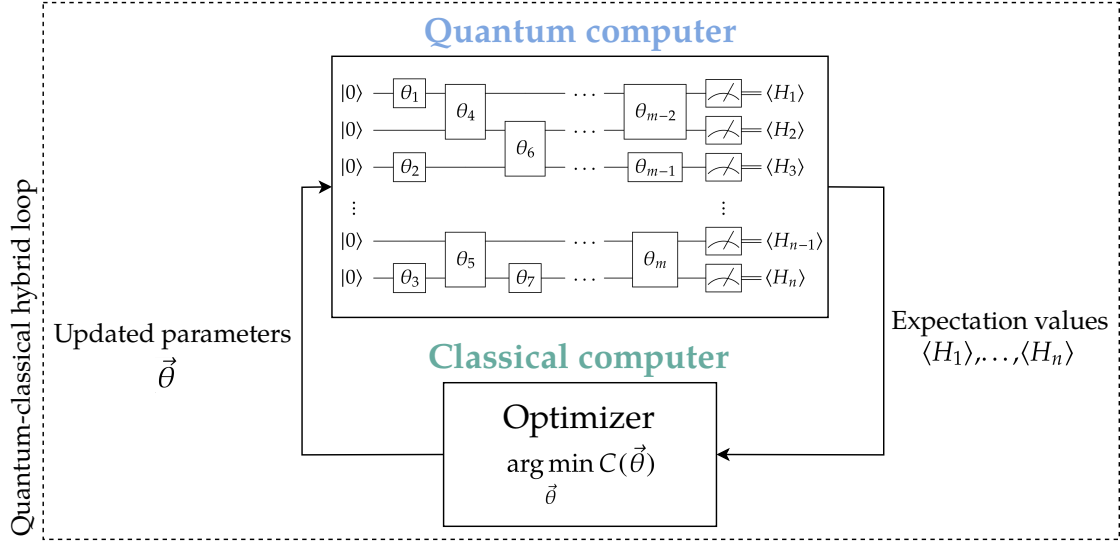 Quantum computer
|0⟩ θ₁ θ₄ ··· θₘ₋₂ ⟨H₁⟩
|0⟩ ⟨H₂⟩
θ₆
|0⟩ θ₂ ··· θₘ₋₁ ⟨H₃⟩
⋮ ⋮
|0⟩ θ₅ ··· θₘ ⟨Hₙ₋₁⟩
|0⟩ θ₃ θ₇ ··· ⟨Hₙ⟩
Quantum-classical hybrid loop
Updated parameters
θ⃗
Expectation values
⟨H₁⟩,...,⟨Hₙ⟩
Classical computer
Optimizer
arg min C(θ⃗)
θ⃗